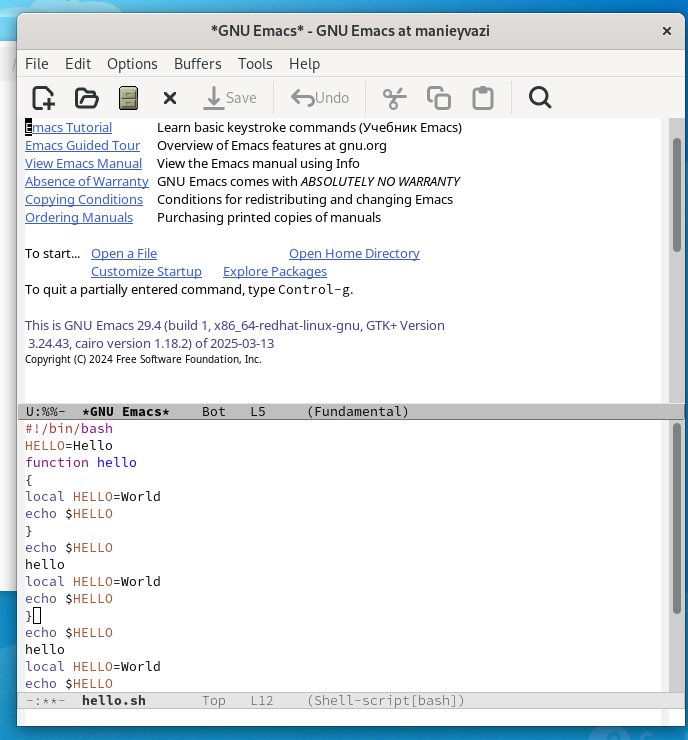 *GNU Emacs* - GNU Emacs at manieyvazi
File Edit Options Buffers Tools Help
Save Undo
Emacs Tutorial Learn basic keystroke commands (Учебник Emacs)
Emacs Guided Tour Overview of Emacs features at gnu.org
View Emacs Manual View the Emacs manual using Info
Absence of Warranty GNU Emacs comes with ABSOLUTELY NO WARRANTY
Copying Conditions Conditions for redistributing and changing Emacs
Ordering Manuals Purchasing printed copies of manuals
To start... Open a File Open Home Directory
Customize Startup Explore Packages
To quit a partially entered command, type Control-g.
This is GNU Emacs 29.4 (build 1, x86_64-redhat-linux-gnu, GTK+ Version
3.24.43, cairo version 1.18.2) of 2025-03-13
Copyright (C) 2024 Free Software Foundation, Inc.
U:%%- *GNU Emacs* Bot L5 (Fundamental)
#!/bin/bash
HELLO=Hello
function hello
{
local HELLO=World
echo $HELLO
}
echo $HELLO
hello
local HELLO=World
echo $HELLO
}
echo $HELLO
hello
local HELLO=World
echo $HELLO
-:**- hello.sh Top L12 (Shell-script[bash])